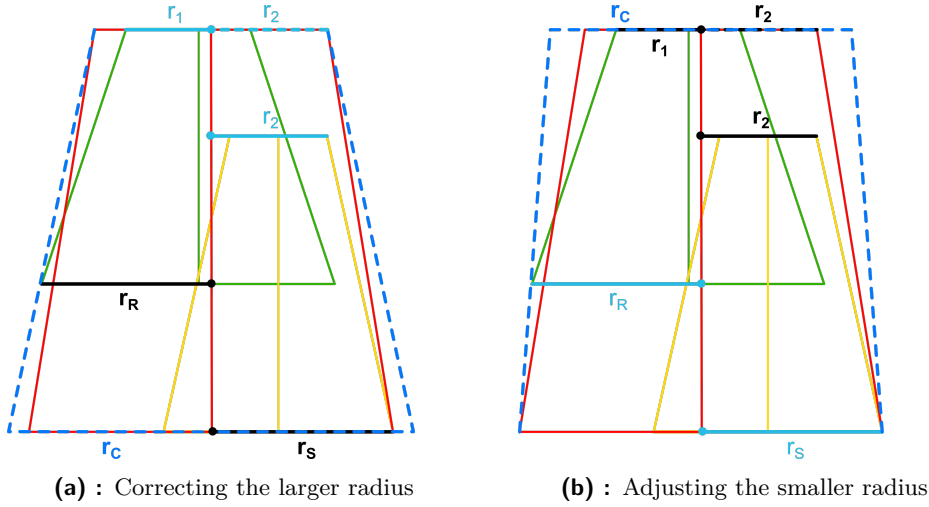 r1 r2
r2
rR
rC rS
(a) : Correcting the larger radius
rC r2
r1
r2
rR
rS
(b) : Adjusting the smaller radius